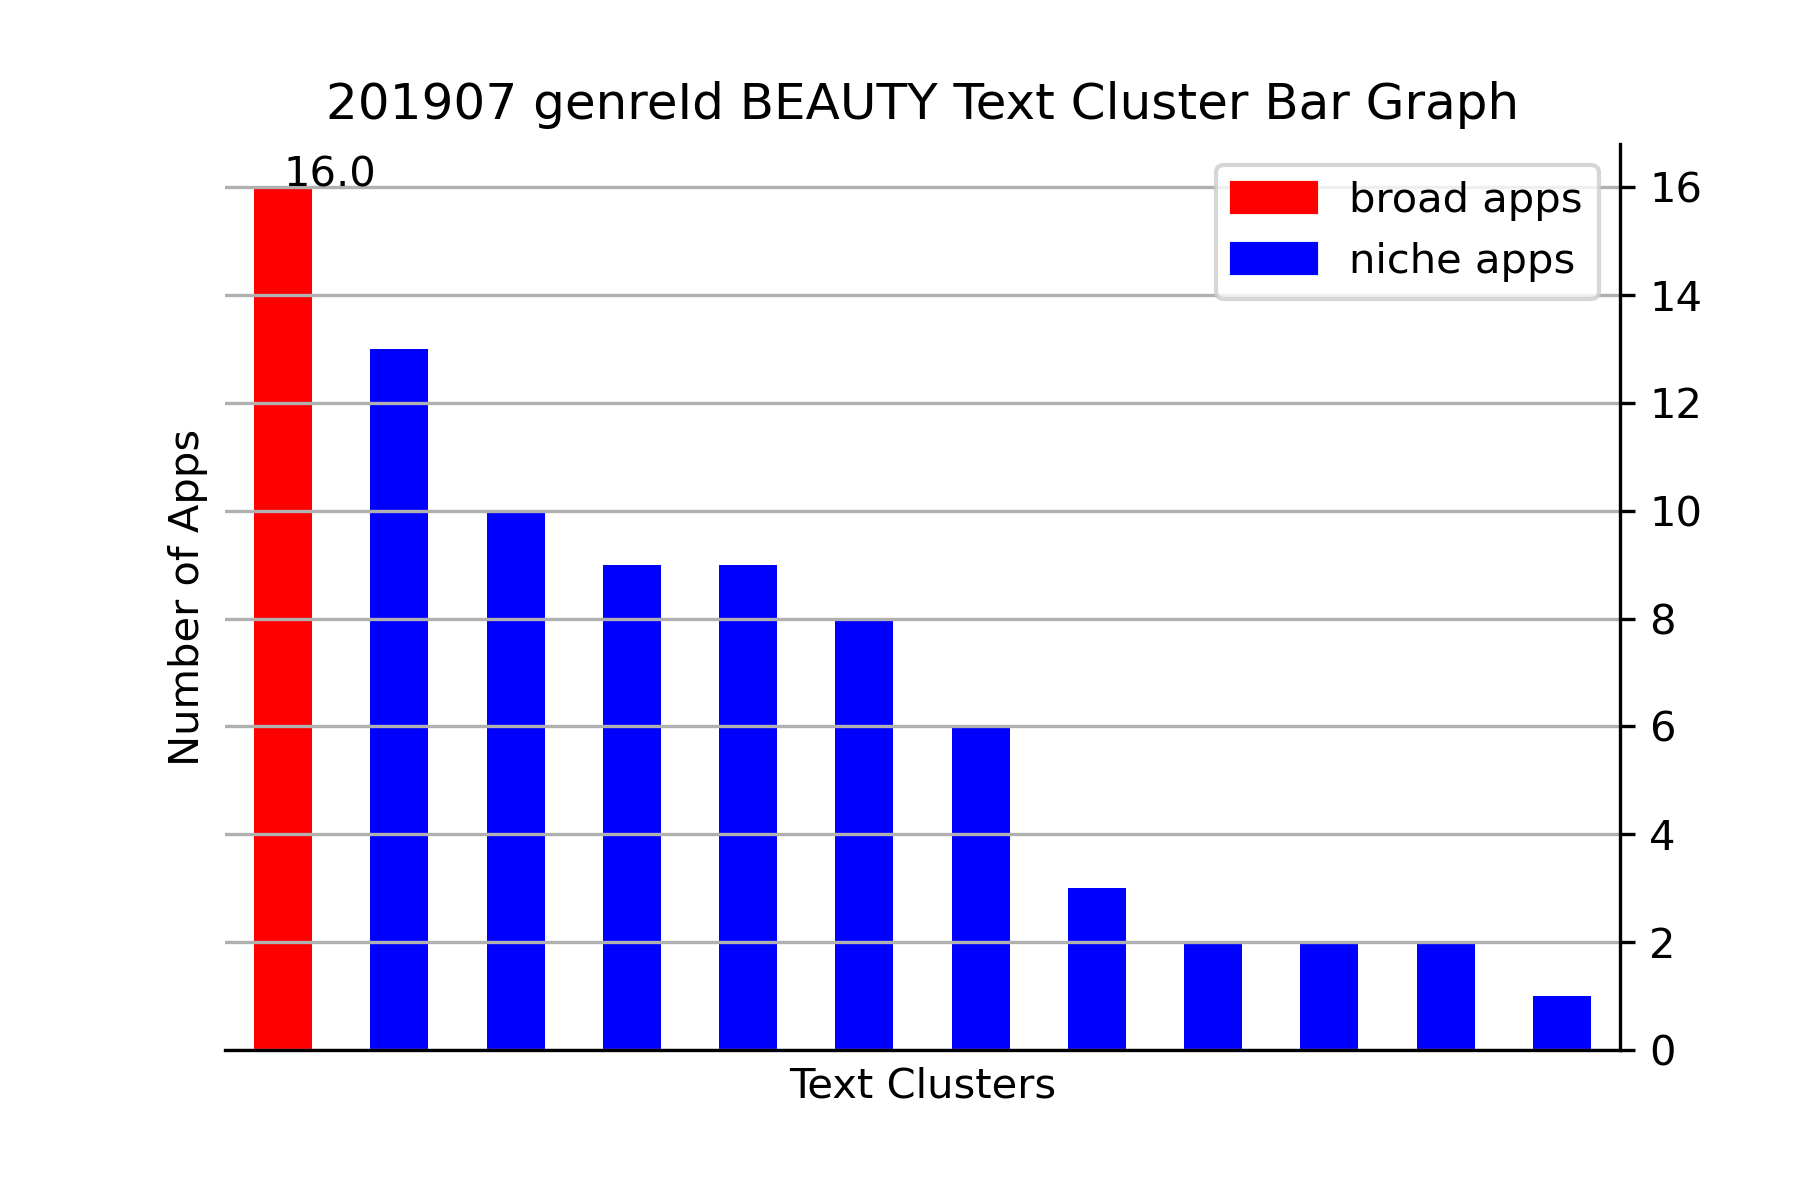 201907 genreId BEAUTY Text Cluster Bar Graph
16.0
broad apps
niche apps
16
14
12
10
8
6
4
2
0
Number of Apps
Text Clusters